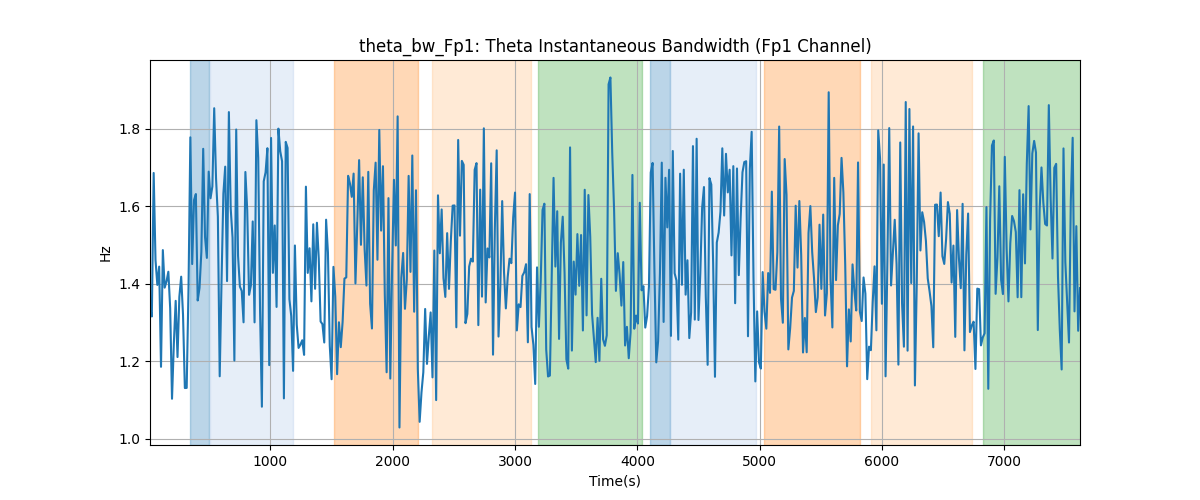 theta_bw_Fp1: Theta Instantaneous Bandwidth (Fp1 Channel)
Hz
1.8
1.6
1.4
1.2
1.0
1000 2000 3000 4000 5000 6000 7000
Time(s)